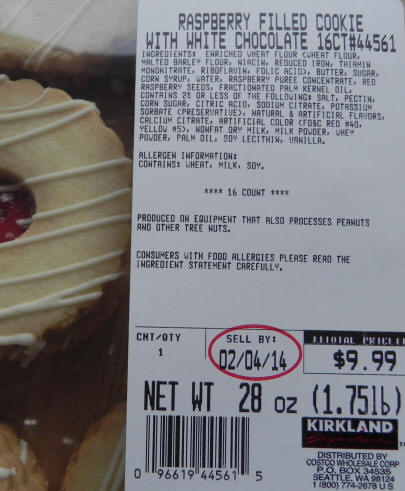 RASPBERRY FILLED COOKIE
WITH WHITE CHOCOLATE 16CT#44561
INGREDIENTS: ENRICHED WHEAT FLOUR (WHEAT FLOUR,
MALTED BARLEY FLOUR, NIACIN, REDUCED IRON, THIAMIN
MONONITRATE, RIBOFLAVIN, FOLIC ACID), BUTTER, SUGAR,
CORN SYRUP, WATER, RASPBERRY PUREE CONCENTRATE, RED
RASPBERRY SEEDS, FRACTIONATED PALM KERNEL OIL,
CONTAINS 2% OR LESS OF THE FOLLOWING: SALT, PECTIN,
CORN SUGAR, CITRIC ACID, SODIUM CITRATE, POTASSIUM
SORBATE (PRESERVATIVE), NATURAL & ARTIFICIAL FLAVORS,
CALCIUM CITRATE, ARTIFICIAL COLOR (FD&C RED #40,
YELLOW #5), NONFAT DRY MILK, MILK POWDER, WHEY
POWDER, PALM OIL, SOY LECITHIN, VANILLA.
ALLERGEN INFORMATION:
CONTAINS: WHEAT, MILK, SOY.
**** 16 COUNT ****
PRODUCED ON EQUIPMENT THAT ALSO PROCESSES PEANUTS
AND OTHER TREE NUTS.
CONSUMERS WITH FOOD ALLERGIES PLEASE READ THE
INGREDIENT STATEMENT CAREFULLY.
CNT/QTY SELL BY: TOTAL PRICE
1 02/04/14 $9.99
NET WT 28 oz (1.75lb)
KIRKLAND
Signature
DISTRIBUTED BY
COSTCO WHOLESALE CORP
P.O. BOX 34535
SEATTLE, WA 98124
1 (800) 774-2678 U S
0 96619 44561 5